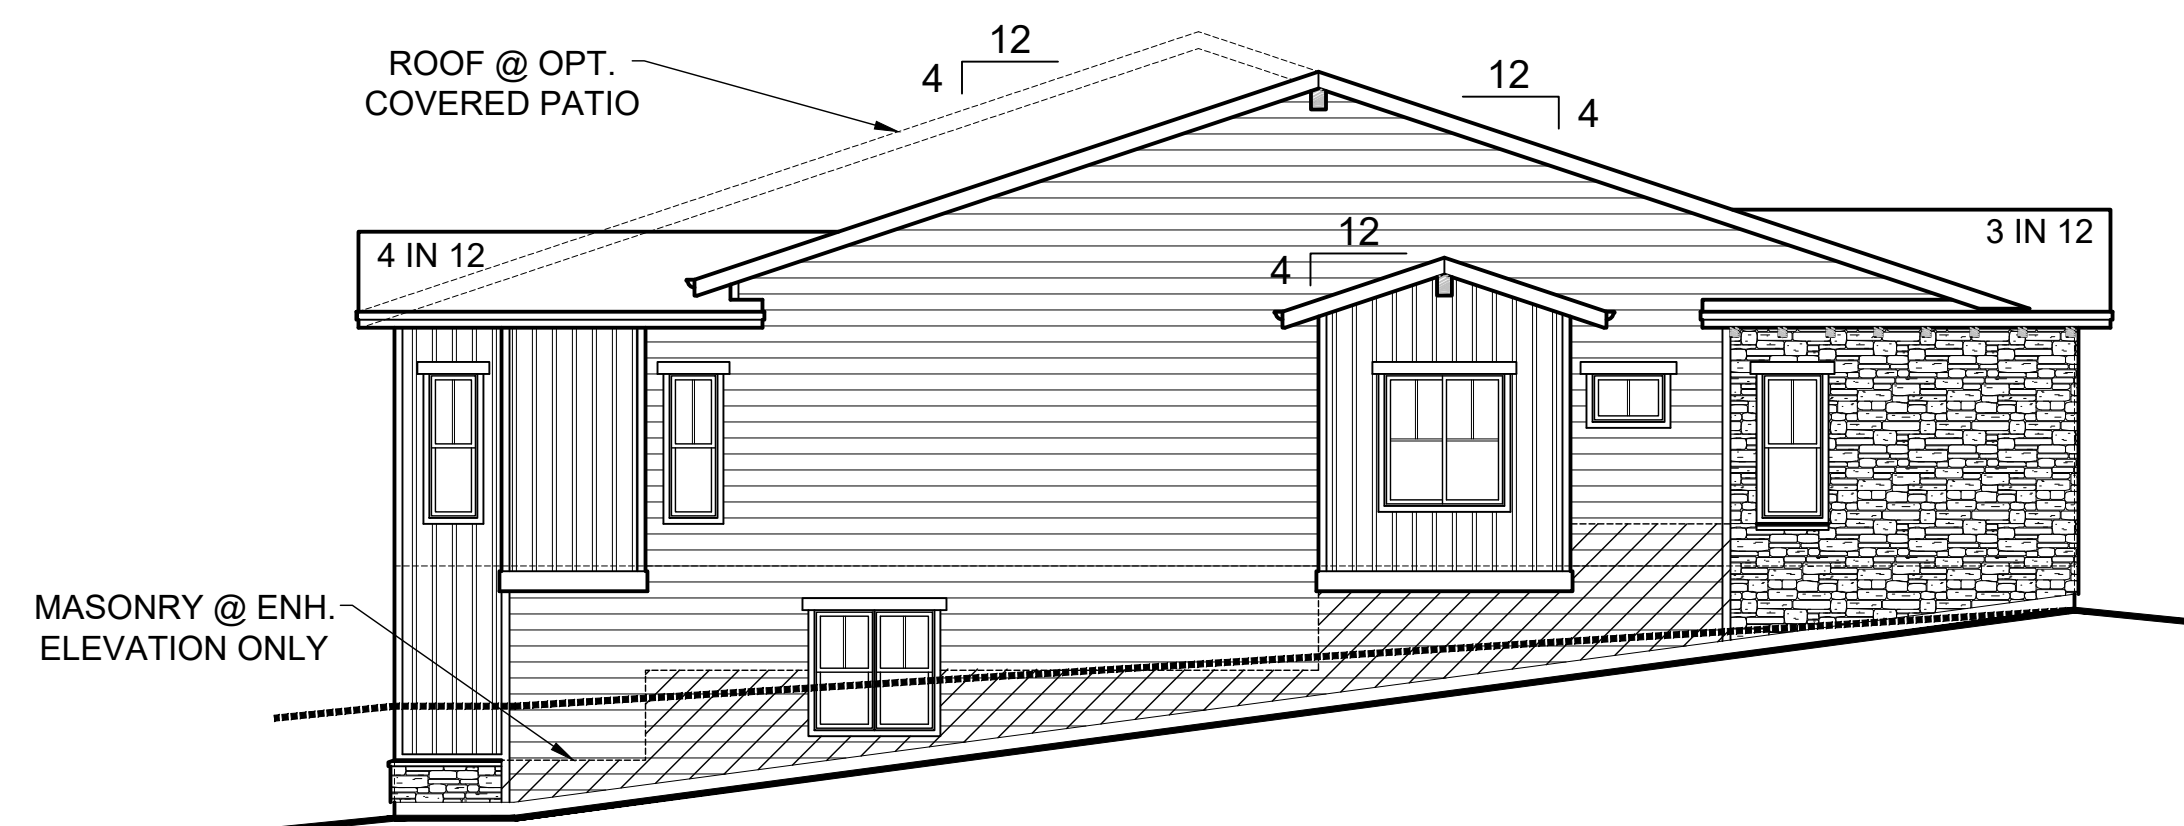 ROOF @ OPT.
COVERED PATIO
12
4
12
4
12
4
4 IN 12
3 IN 12
MASONRY @ ENH.
ELEVATION ONLY